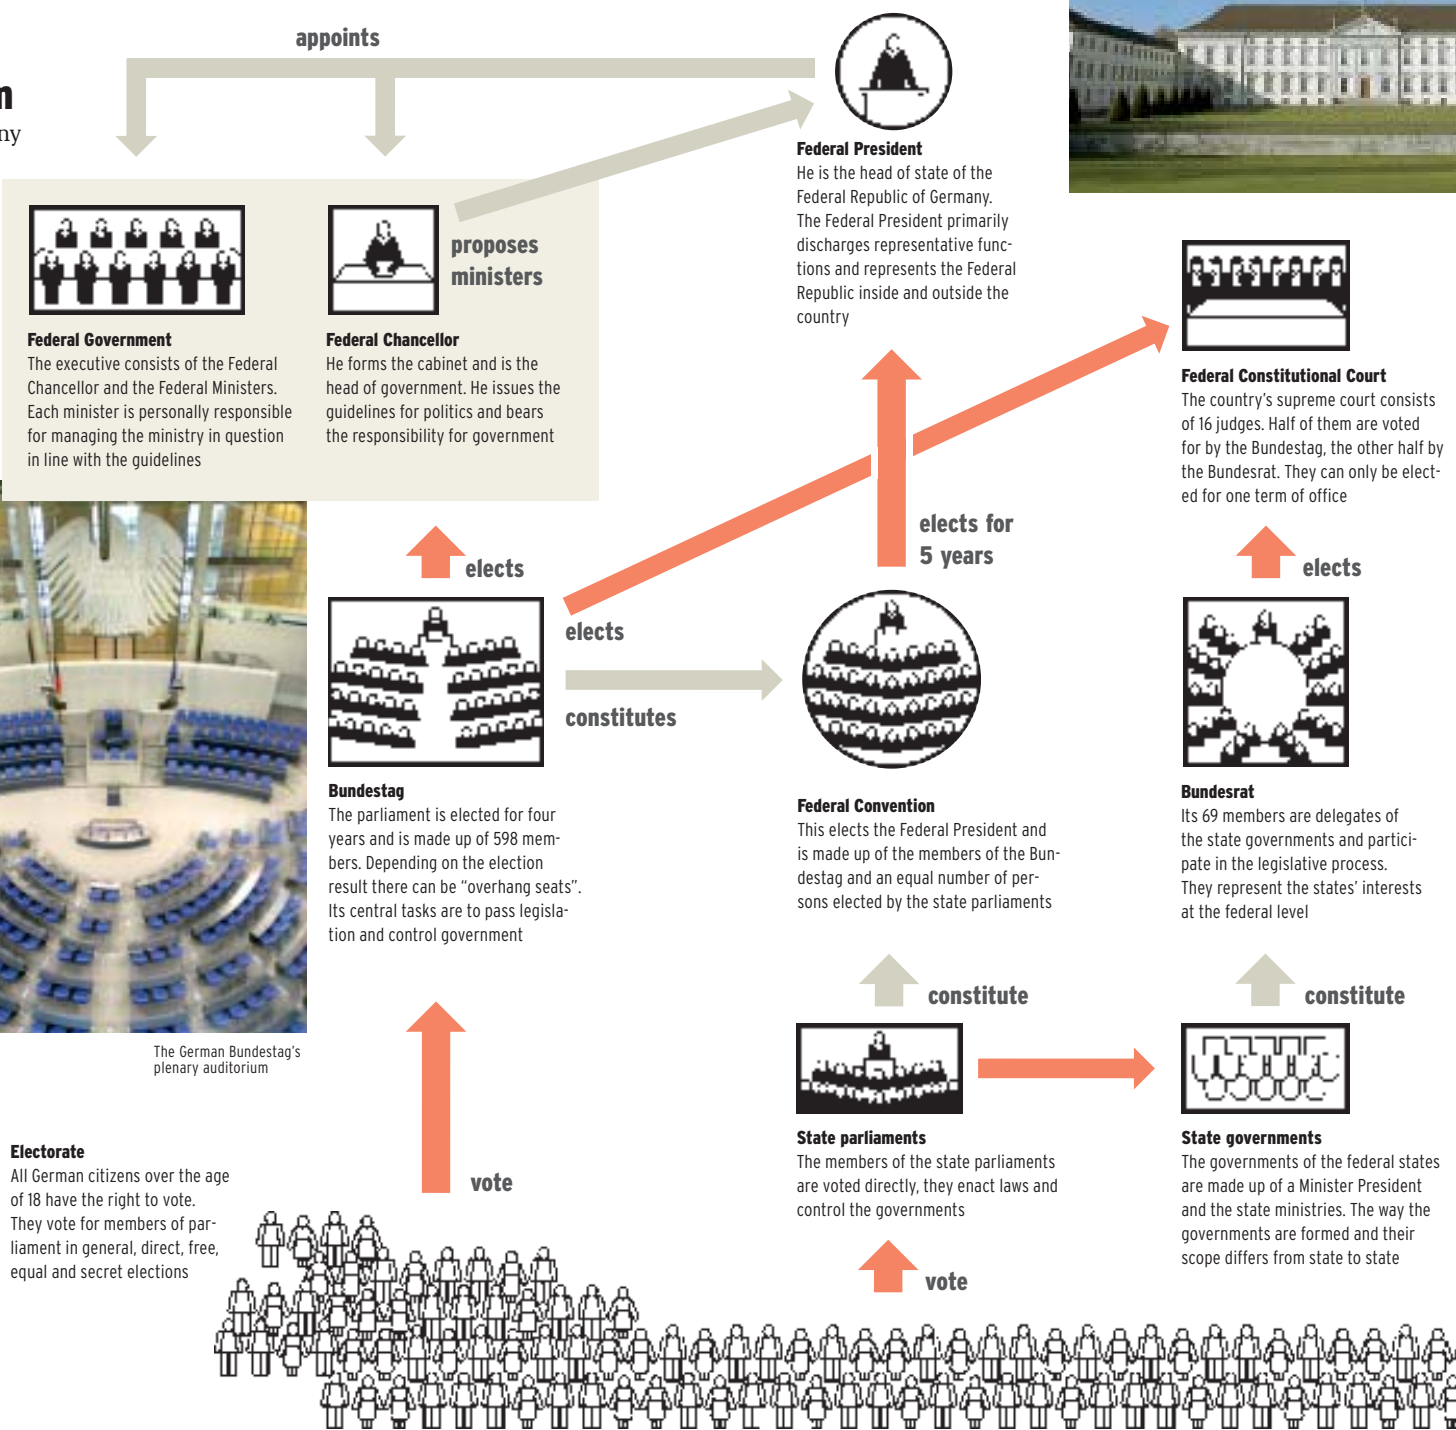 appoints
m
ny
Federal President
He is the head of state of the
Federal Republic of Germany.
The Federal President primarily
discharges representative func-
tions and represents the Federal
Republic inside and outside the
country
proposes
ministers
Federal Government
The executive consists of the Federal
Chancellor and the Federal Ministers.
Each minister is personally responsible
for managing the ministry in question
in line with the guidelines
Federal Chancellor
He forms the cabinet and is the
head of government. He issues the
guidelines for politics and bears
the responsibility for government
Federal Constitutional Court
The country's supreme court consists
of 16 judges. Half of them are voted
for by the Bundestag, the other half by
the Bundesrat. They can only be elect-
ed for one term of office
elects
elects for
5 years
elects
elects
constitutes
Bundestag
The parliament is elected for four
years and is made up of 598 mem-
bers. Depending on the election
result there can be “overhang seats”.
Its central tasks are to pass legisla-
tion and control government
Federal Convention
This elects the Federal President and
is made up of the members of the Bun-
destag and an equal number of per-
sons elected by the state parliaments
Bundesrat
Its 69 members are delegates of
the state governments and partici-
pate in the legislative process.
They represent the states' interests
at the federal level
constitute
constitute
The German Bundestag's
plenary auditorium
State parliaments
The members of the state parliaments
are voted directly, they enact laws and
control the governments
State governments
The governments of the federal states
are made up of a Minister President
and the state ministries. The way the
governments are formed and their
scope differs from state to state
Electorate
All German citizens over the age
of 18 have the right to vote.
They vote for members of par-
liament in general, direct, free,
equal and secret elections
vote
vote